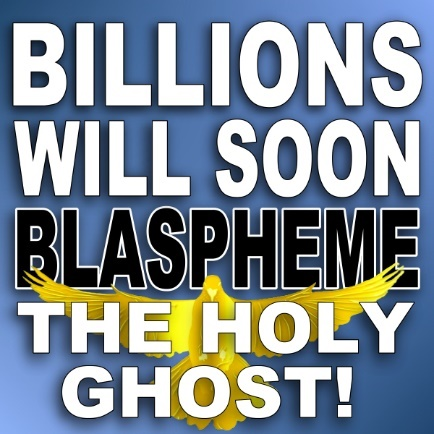 BILLIONS
WILL SOON
BLASPHEME
THE HOLY
GHOST!